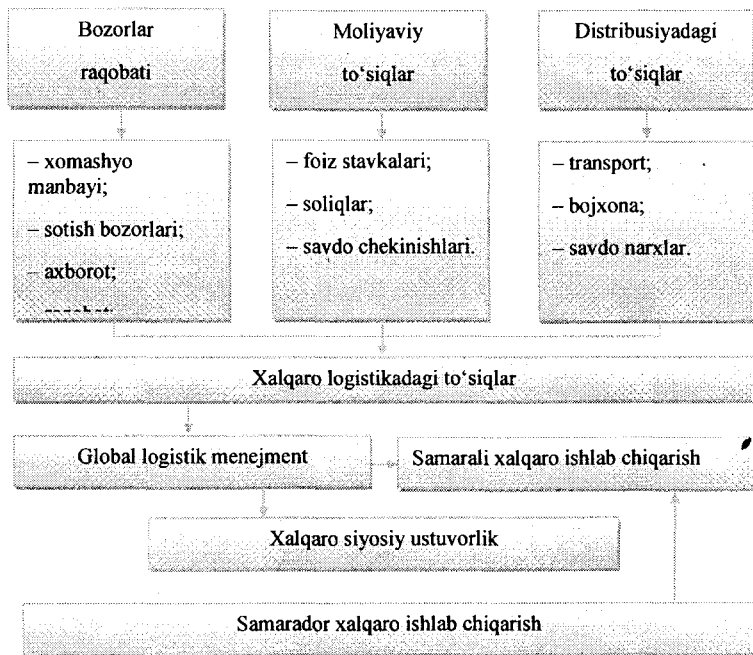 Bozorlar
raqobati
Moliyaviy
to‘siqlar
Distribusiyadagi
to‘siqlar
– xomashyo
manbayi;
– sotish bozorlari;
– axborot;
– foiz stavkalari;
– soliqlar;
– savdo chekinishlari.
– transport;
– bojxona;
– savdo narxlar.
Xalqaro logistikadagi to‘siqlar
Global logistik menejment
Samarali xalqaro ishlab chiqarish
Xalqaro siyosiy ustuvorlik
Samarador xalqaro ishlab chiqarish